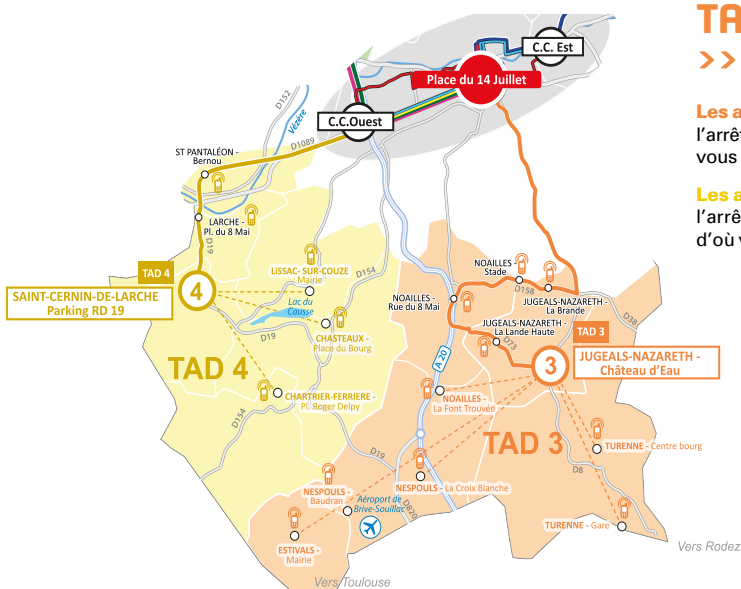 TA
>>
Les a
l'arrêt
vous
Les a
l'arrê
d'où v
C.C. Est
Place du 14 Juillet
C.C.Ouest
D152
Vézère
D1089
ST PANTALÉON -
Bernou
LARCHE -
Pl. du 8 Mai
D19
TAD 4
4
SAINT-CERNIN-DE-LARCHE
Parking RD 19
LiSSAC- SUR-COUZE
Mairie
D154
Lac du
Causse
CHASTEAUX -
Place du Bourg
D19
TAD 4
CHARTRIER-FERRIERE -
Pl. Roger Delpy
D154
D19
NOAILLES -
Stade
D158
JUGEALS-NAZARETH -
La Brande
NOAILLES -
Rue du 8 Mai
JUGEALS-NAZARETH -
La Lande Haute
D73
D38
TAD 3
3
JUGEALS-NAZARETH -
Château d'Eau
A 20
NOAILLES -
La Font Trouvée
TAD 3
TURENNE - Centre bourg
D8
NESPOULS - La Croix Blanche
NESPOULS -
Baudran
Aéroport de
Brive-Souillac
D820
TURENNE - Gare
ESTIVALS -
Mairie
Vers Rodez
Vers Toulouse